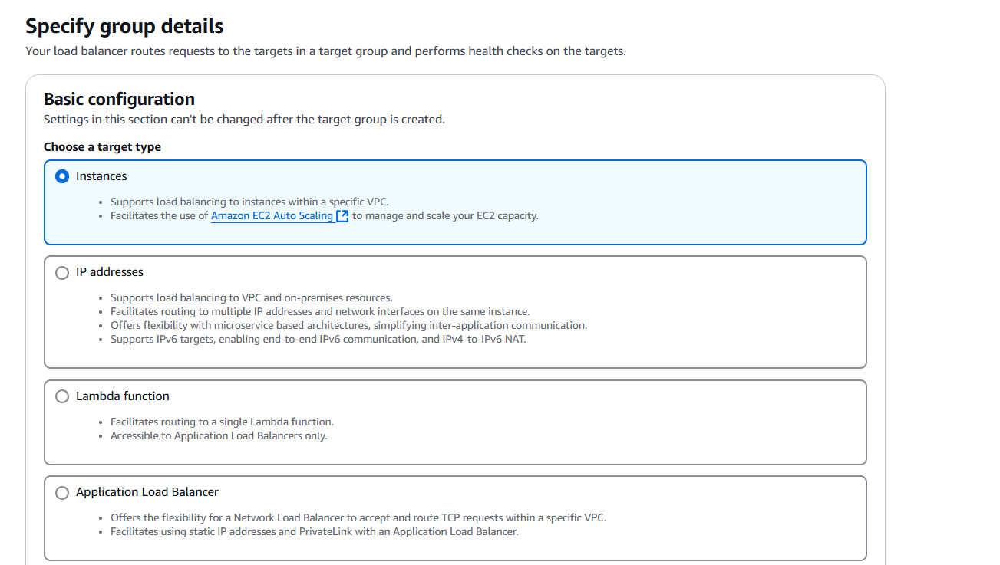 Specify group details
Your load balancer routes requests to the targets in a target group and performs health checks on the targets.
Basic configuration
Settings in this section can't be changed after the target group is created.
Choose a target type
Instances
• Supports load balancing to instances within a specific VPC.
• Facilitates the use of Amazon EC2 Auto Scaling to manage and scale your EC2 capacity.
IP addresses
• Supports load balancing to VPC and on-premises resources.
• Facilitates routing to multiple IP addresses and network interfaces on the same instance.
• Offers flexibility with microservice based architectures, simplifying inter-application communication.
• Supports IPv6 targets, enabling end-to-end IPv6 communication, and IPv4-to-IPv6 NAT.
Lambda function
• Facilitates routing to a single Lambda function.
• Accessible to Application Load Balancers only.
Application Load Balancer
• Offers the flexibility for a Network Load Balancer to accept and route TCP requests within a specific VPC.
• Facilitates using static IP addresses and PrivateLink with an Application Load Balancer.